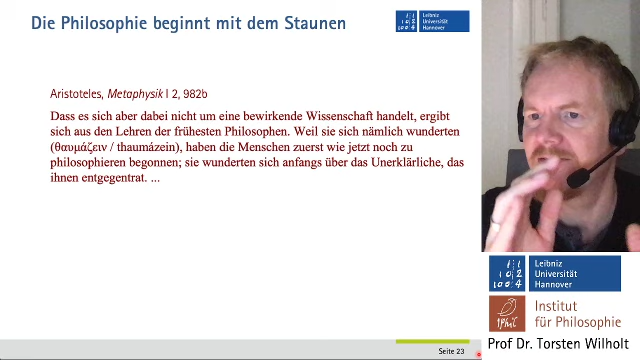 Die Philosophie beginnt mit dem Staunen
Leibniz
Universität
Hannover
Aristoteles, Metaphysik I 2, 982b
Dass es sich aber dabei nicht um eine bewirkende Wissenschaft handelt, ergibt
sich aus den Lehren der frühesten Philosophen. Weil sie sich nämlich wunderten
(θαυμάζειν / thaumázein), haben die Menschen zuerst wie jetzt noch zu
philosophieren begonnen; sie wunderten sich anfangs über das Unerklärliche, das
ihnen entgegentrat. ...
Seite 23
Leibniz
Universität
Hannover
Institut
für Philosophie
Prof Dr. Torsten Wilholt